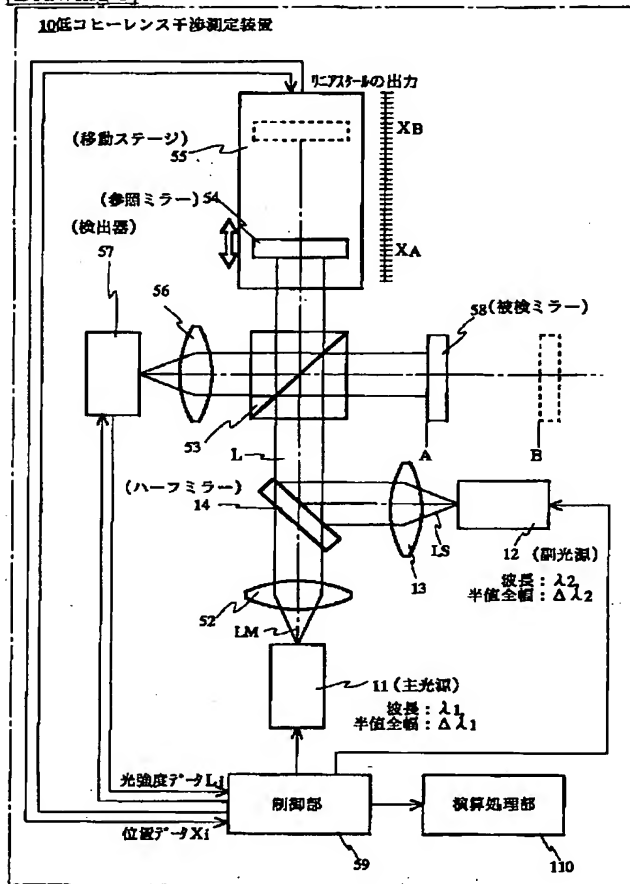 10低コヒーレンス干渉測定装置
リニアスケールの出力
(移動ステージ)
55
XB
(参照ミラー) 54
(検出器)
57
XA
56
58(被検ミラー)
53
L
A
B
(ハーフミラー)
14
LS
13
12 (副光源)
波長:λ2
半値全幅:Δλ2
52
LM
11(主光源)
波長:λ1
半値全幅:Δλ1
光強度データLi
制御部
演算処理部
位置データXi
59
110